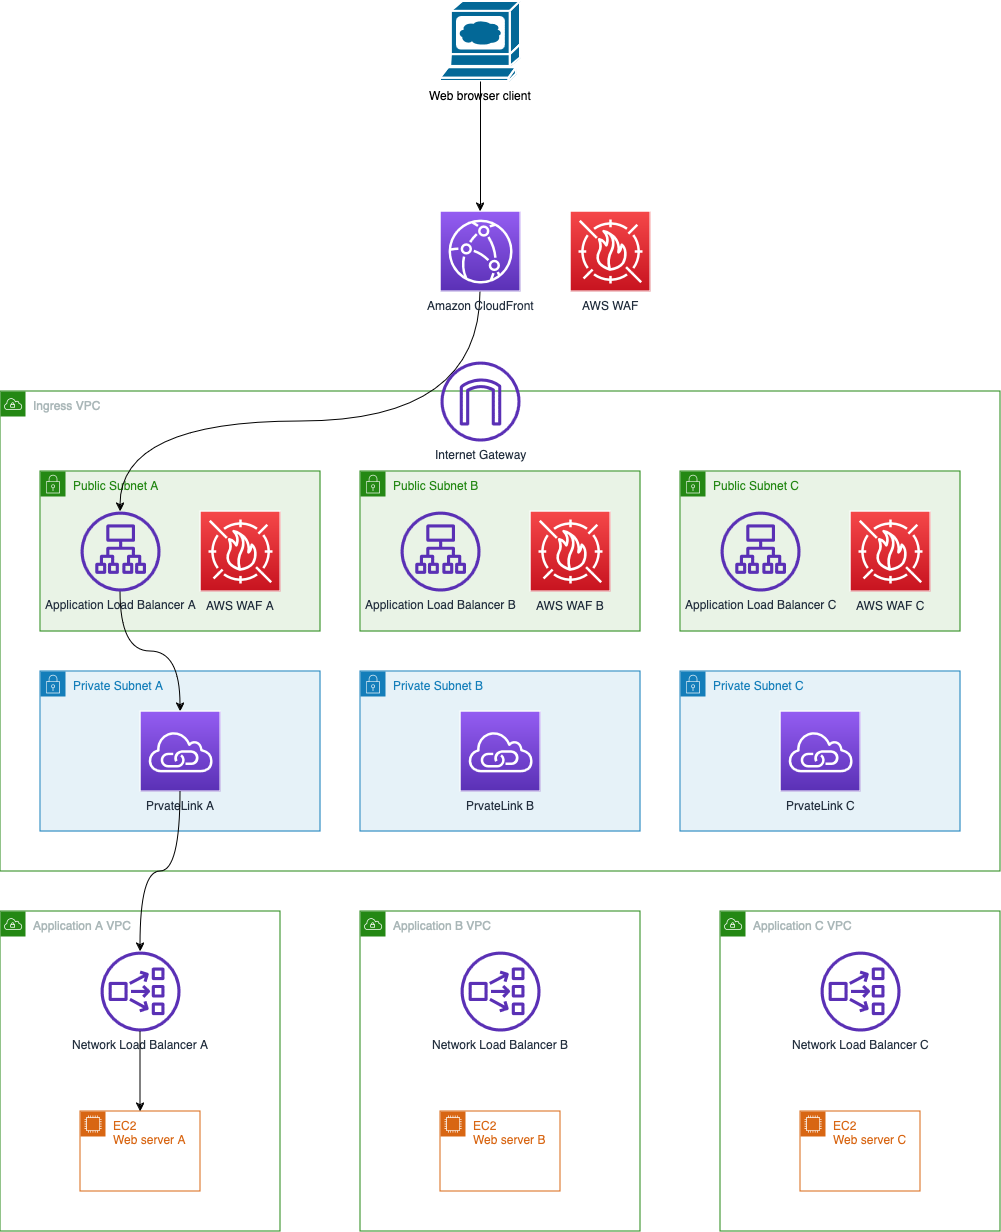 Web browser client
Amazon CloudFront
AWS WAF
Ingress VPC
Internet Gateway
Public Subnet A
Public Subnet B
Public Subnet C
Application Load Balancer A
AWS WAF A
Application Load Balancer B
AWS WAF B
Application Load Balancer C
AWS WAF C
Private Subnet A
Private Subnet B
Private Subnet C
PrvateLink A
PrvateLink B
PrvateLink C
Application A VPC
Application B VPC
Application C VPC
Network Load Balancer A
Network Load Balancer B
Network Load Balancer C
EC2
Web server A
EC2
Web server B
EC2
Web server C